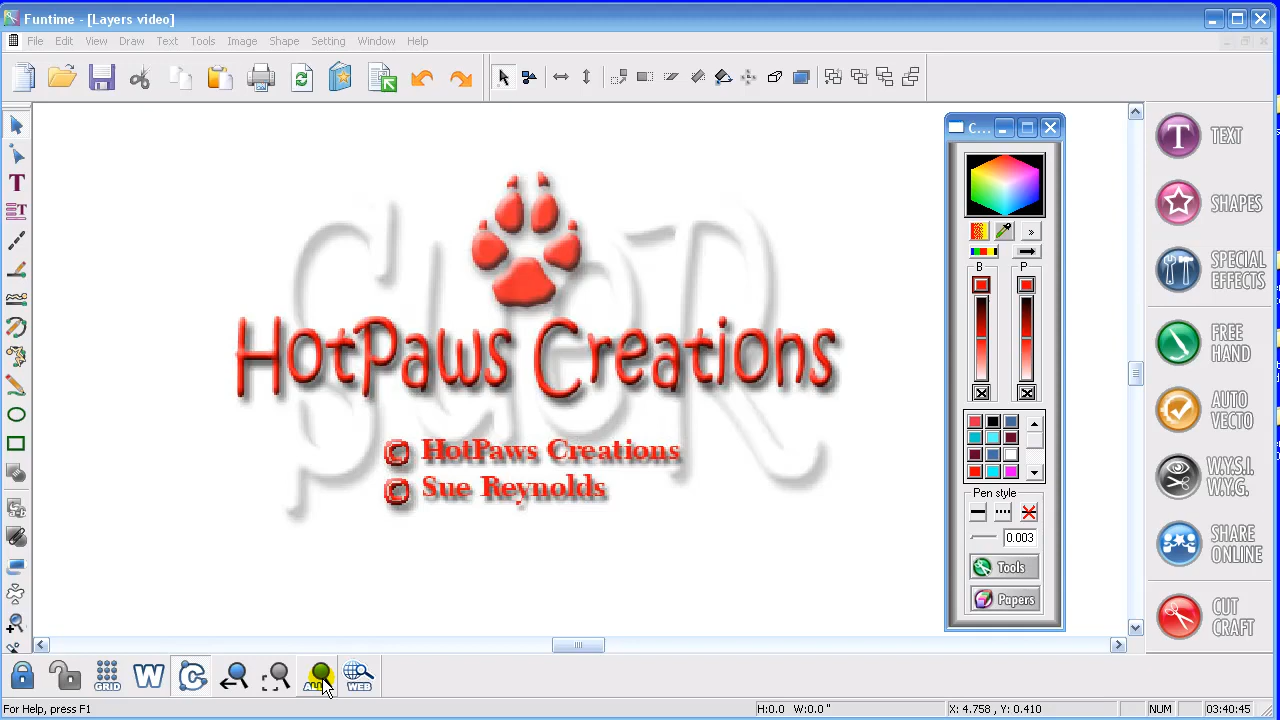 Funtime - [Layers video]
File Edit View Draw Text Tools Image Shape Setting Window Help
C...
TEXT
SHAPES
SPECIAL
EFFECTS
FREE
HAND
AUTO
VECTO
W.Y.S.I.
W.Y.G.
SHARE
ONLINE
CUT
CRAFT
B P
Pen style
0.003
Tools
Papers
HotPaws Creations
© HotPaws Creations
© Sue Reynolds
GRID
W
C
ALL
WEB
For Help, press F1
H:0.0 W:0.0 "
X: 4.758 , Y: 0.410
NUM
03:40:45